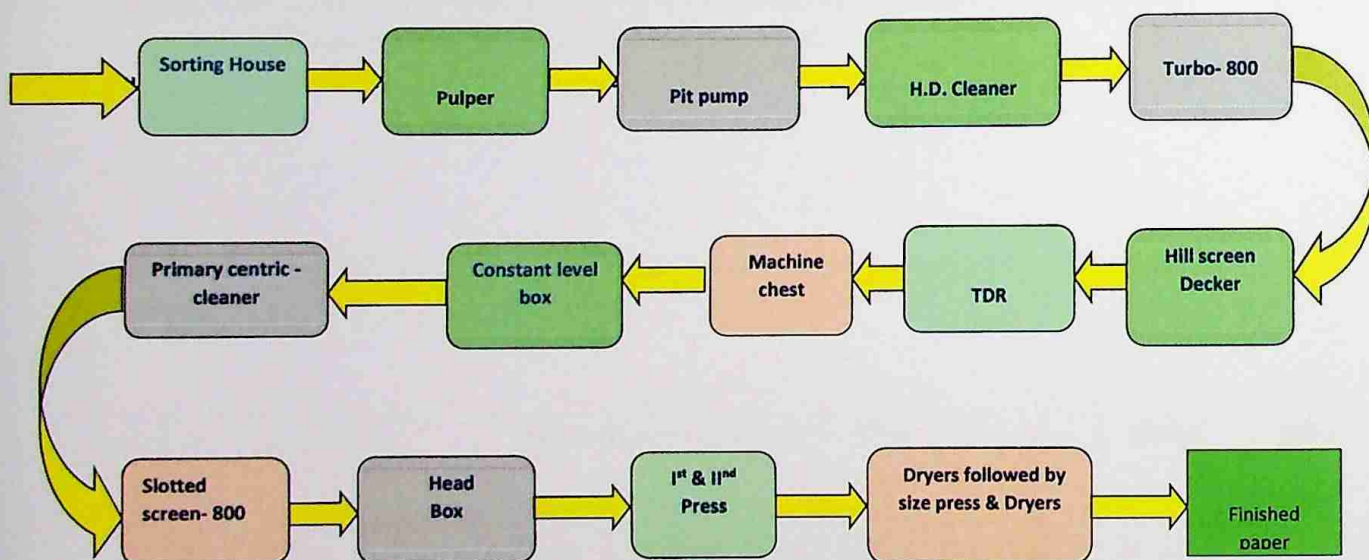 Sorting House
Pulper
Pit pump
H.D. Cleaner
Turbo- 800
Hill screen
Decker
TDR
Machine
chest
Constant level
box
Primary centric -
cleaner
Slotted
screen- 800
Head
Box
Ist & IInd
Press
Dryers followed by
size press & Dryers
Finished
paper